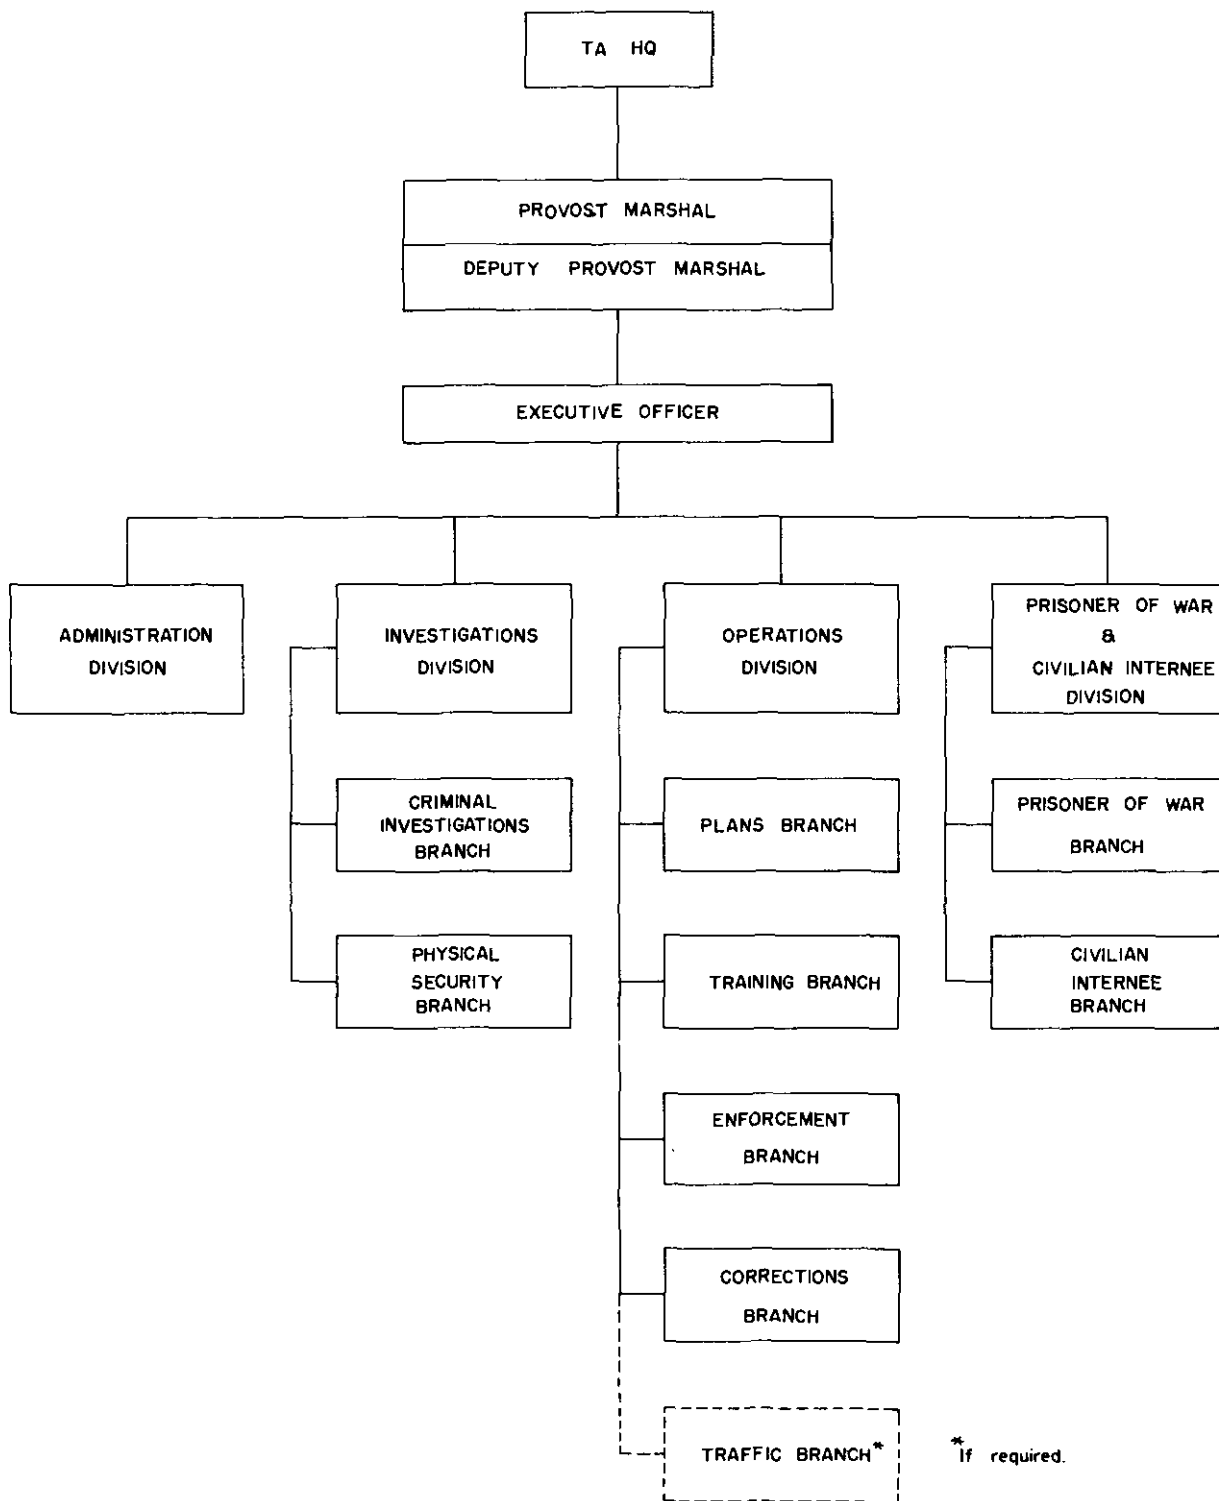 TA HQ
PROVOST MARSHAL
DEPUTY PROVOST MARSHAL
EXECUTIVE OFFICER
ADMINISTRATION
DIVISION
INVESTIGATIONS
DIVISION
OPERATIONS
DIVISION
PRISONER OF WAR
&
CIVILIAN INTERNEE
DIVISION
CRIMINAL
INVESTIGATIONS
BRANCH
PLANS BRANCH
PRISONER OF WAR
BRANCH
PHYSICAL
SECURITY
BRANCH
TRAINING BRANCH
CIVILIAN
INTERNEE
BRANCH
ENFORCEMENT
BRANCH
CORRECTIONS
BRANCH
TRAFFIC BRANCH*
*If required.